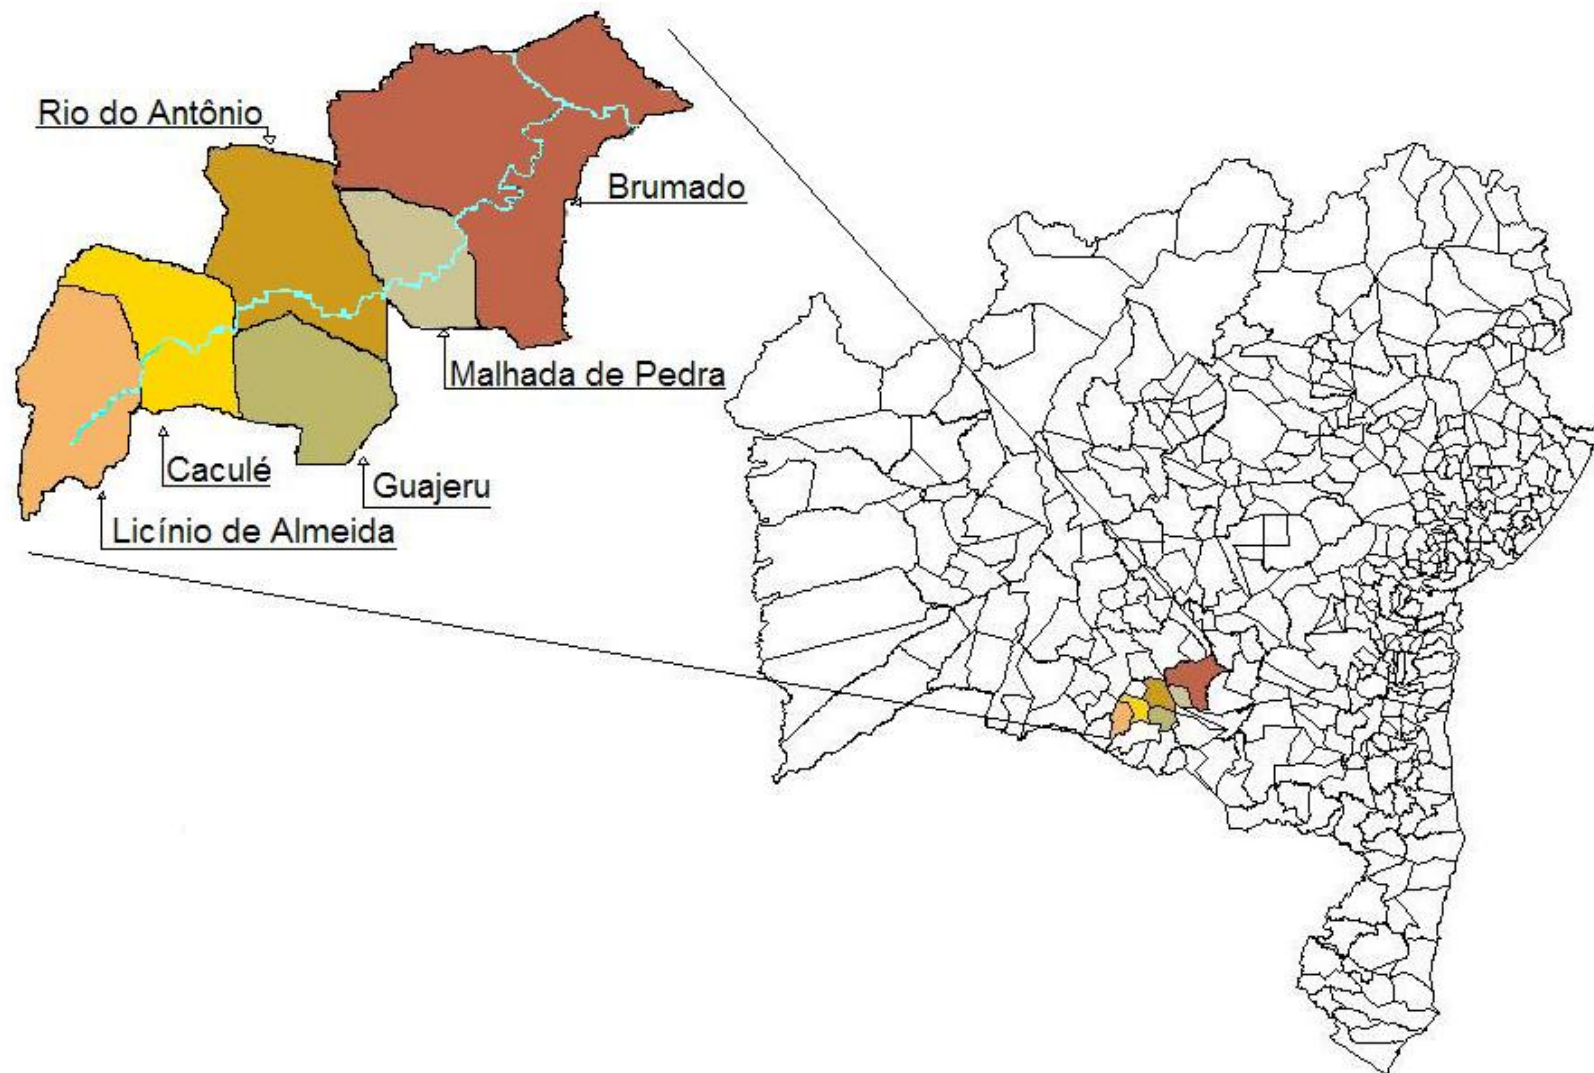 Rio do Antônio
Brumado
Malhada de Pedra
Caculé
Guajeru
Licínio de Almeida